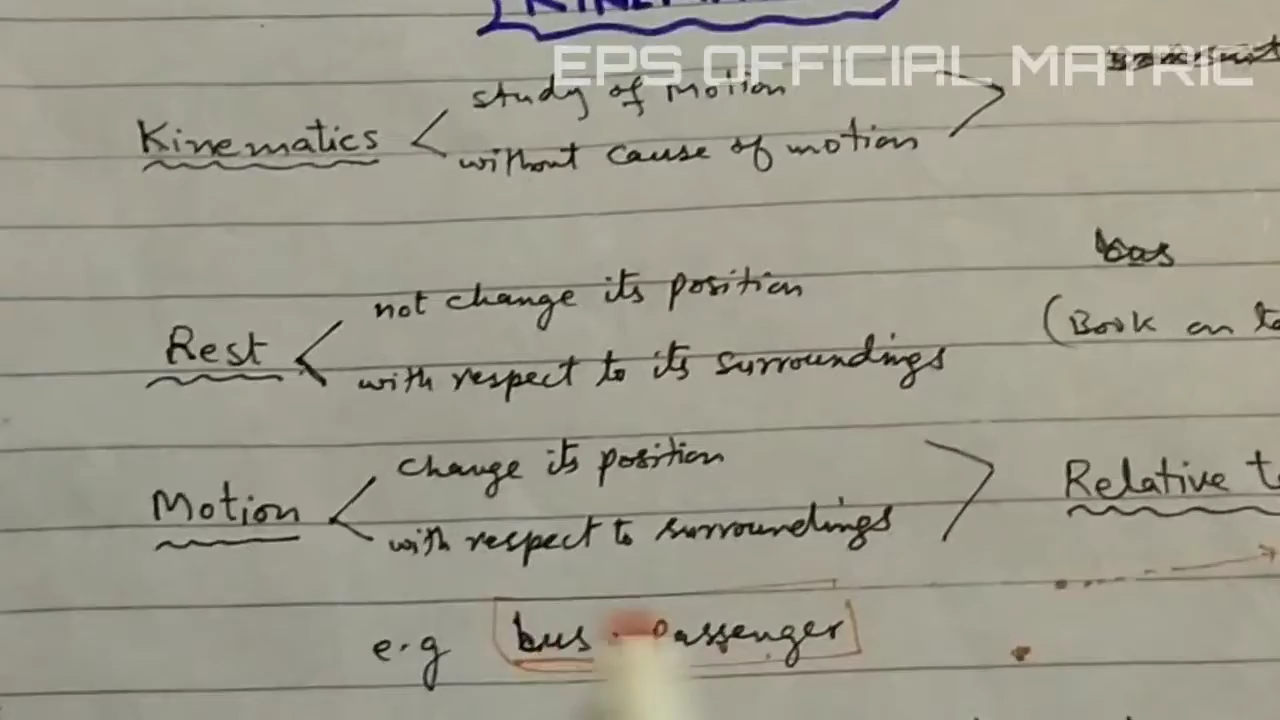 EPS OFFICIAL MATRIC
Kinematics
study of motion
without cause of motion
Rest
not change its position
with respect to its surroundings
(Book on
Motion
change its position
with respect to surroundings
Relative
e.g bus passenger